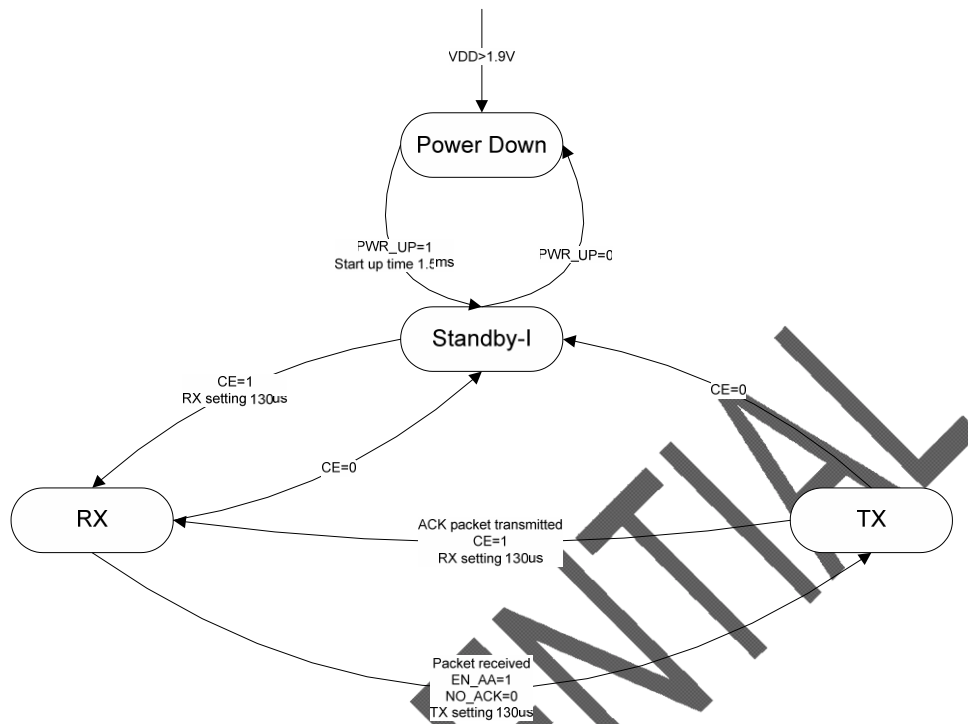 VDD>1.9V
Power Down
PWR_UP=1
Start up time 1.5ms
PWR_UP=0
Standby-I
CE=1
RX setting 130us
CE=0
CE=0
RX
TX
ACK packet transmitted
CE=1
RX setting 130us
Packet received
EN_AA=1
NO_ACK=0
TX setting 130us
ENTIAL